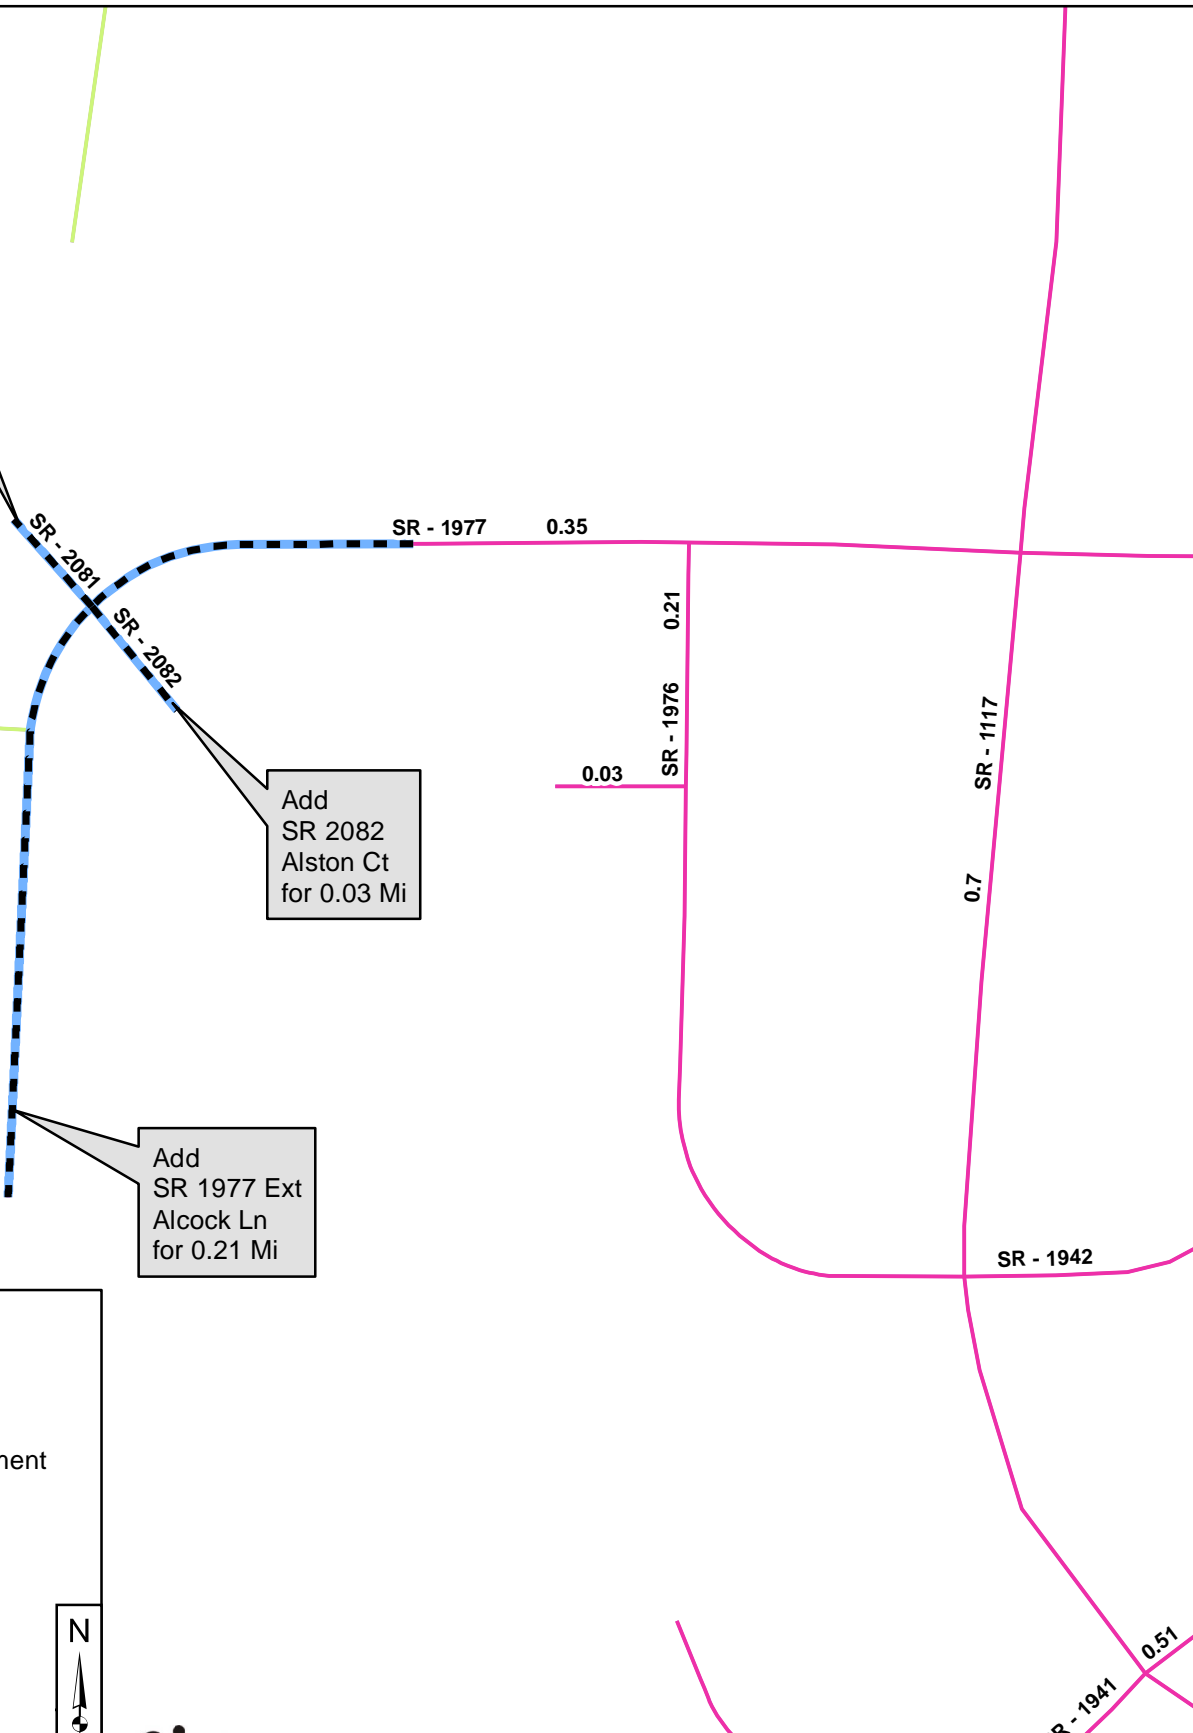 SR - 2081
SR - 1977
0.35
0.21
SR - 2082
SR - 1976
SR - 1117
0.03
Add
SR 2082
Alston Ct
for 0.03 Mi
0.7
Add
SR 1977 Ext
Alcock Ln
for 0.21 Mi
SR - 1942
N
0.51
R - 1941